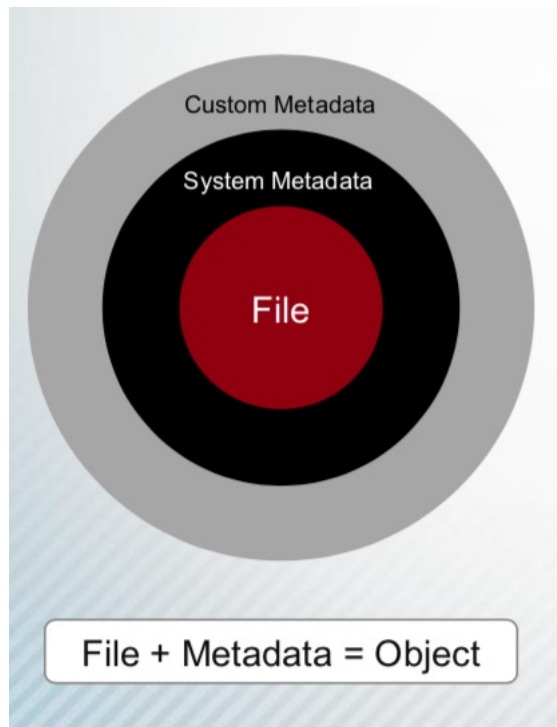 Custom Metadata
System Metadata
File
File + Metadata = Object